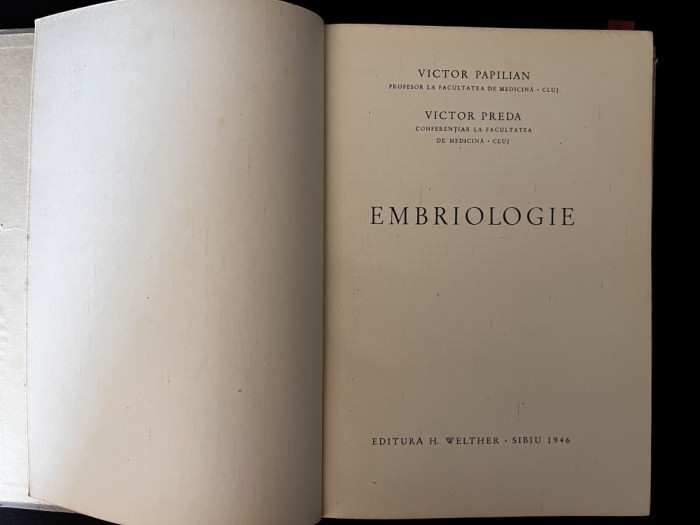 VICTOR PAPILIAN
PROFESOR LA FACULTATEA DE MEDICINĂ • CLUJ
VICTOR PREDA
CONFERENȚIAR LA FACULTATEA
DE MEDICINĂ • CLUJ
EMBRIOLOGIE
EDITURA H. WELTHER • SIBIU 1946